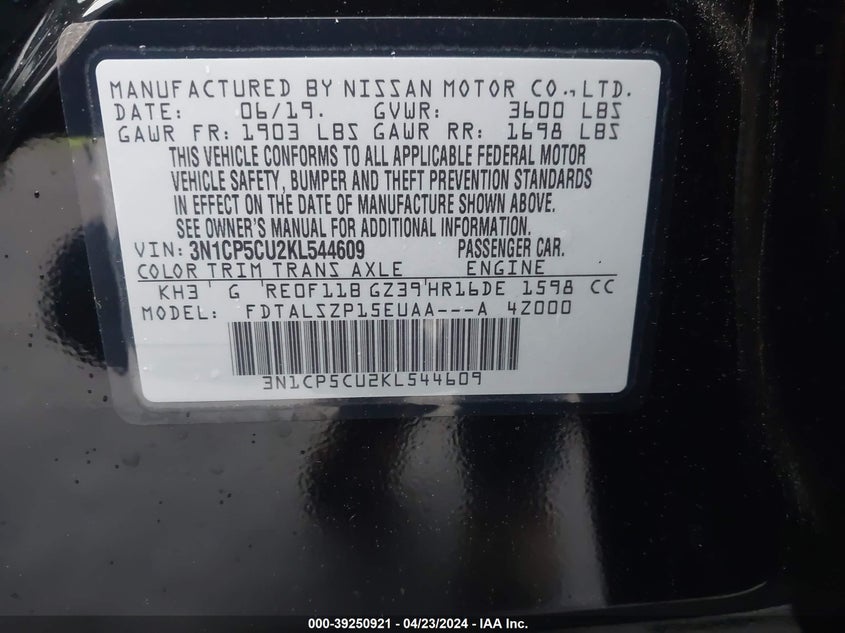 MANUFACTURED BY NISSAN MOTOR CO.,LTD.
DATE: 06/19. GVWR: 3600 LBS
GAWR FR: 1903 LBS GAWR RR: 1698 LBS
THIS VEHICLE CONFORMS TO ALL APPLICABLE FEDERAL MOTOR
VEHICLE SAFETY, BUMPER AND THEFT PREVENTION STANDARDS
IN EFFECT ON THE DATE OF MANUFACTURE SHOWN ABOVE.
SEE OWNER'S MANUAL FOR ADDITIONAL INFORMATION.
VIN: 3N1CP5CU2KL544609 PASSENGER CAR.
COLOR TRIM TRANS AXLE ENGINE
KH3 G RE0F11B GZ39 HR16DE 1598 CC
MODEL: FDTALSZP15EUAA---A 4Z000
3N1CP5CU2KL544609
000-39250921 - 04/23/2024 - IAA Inc.